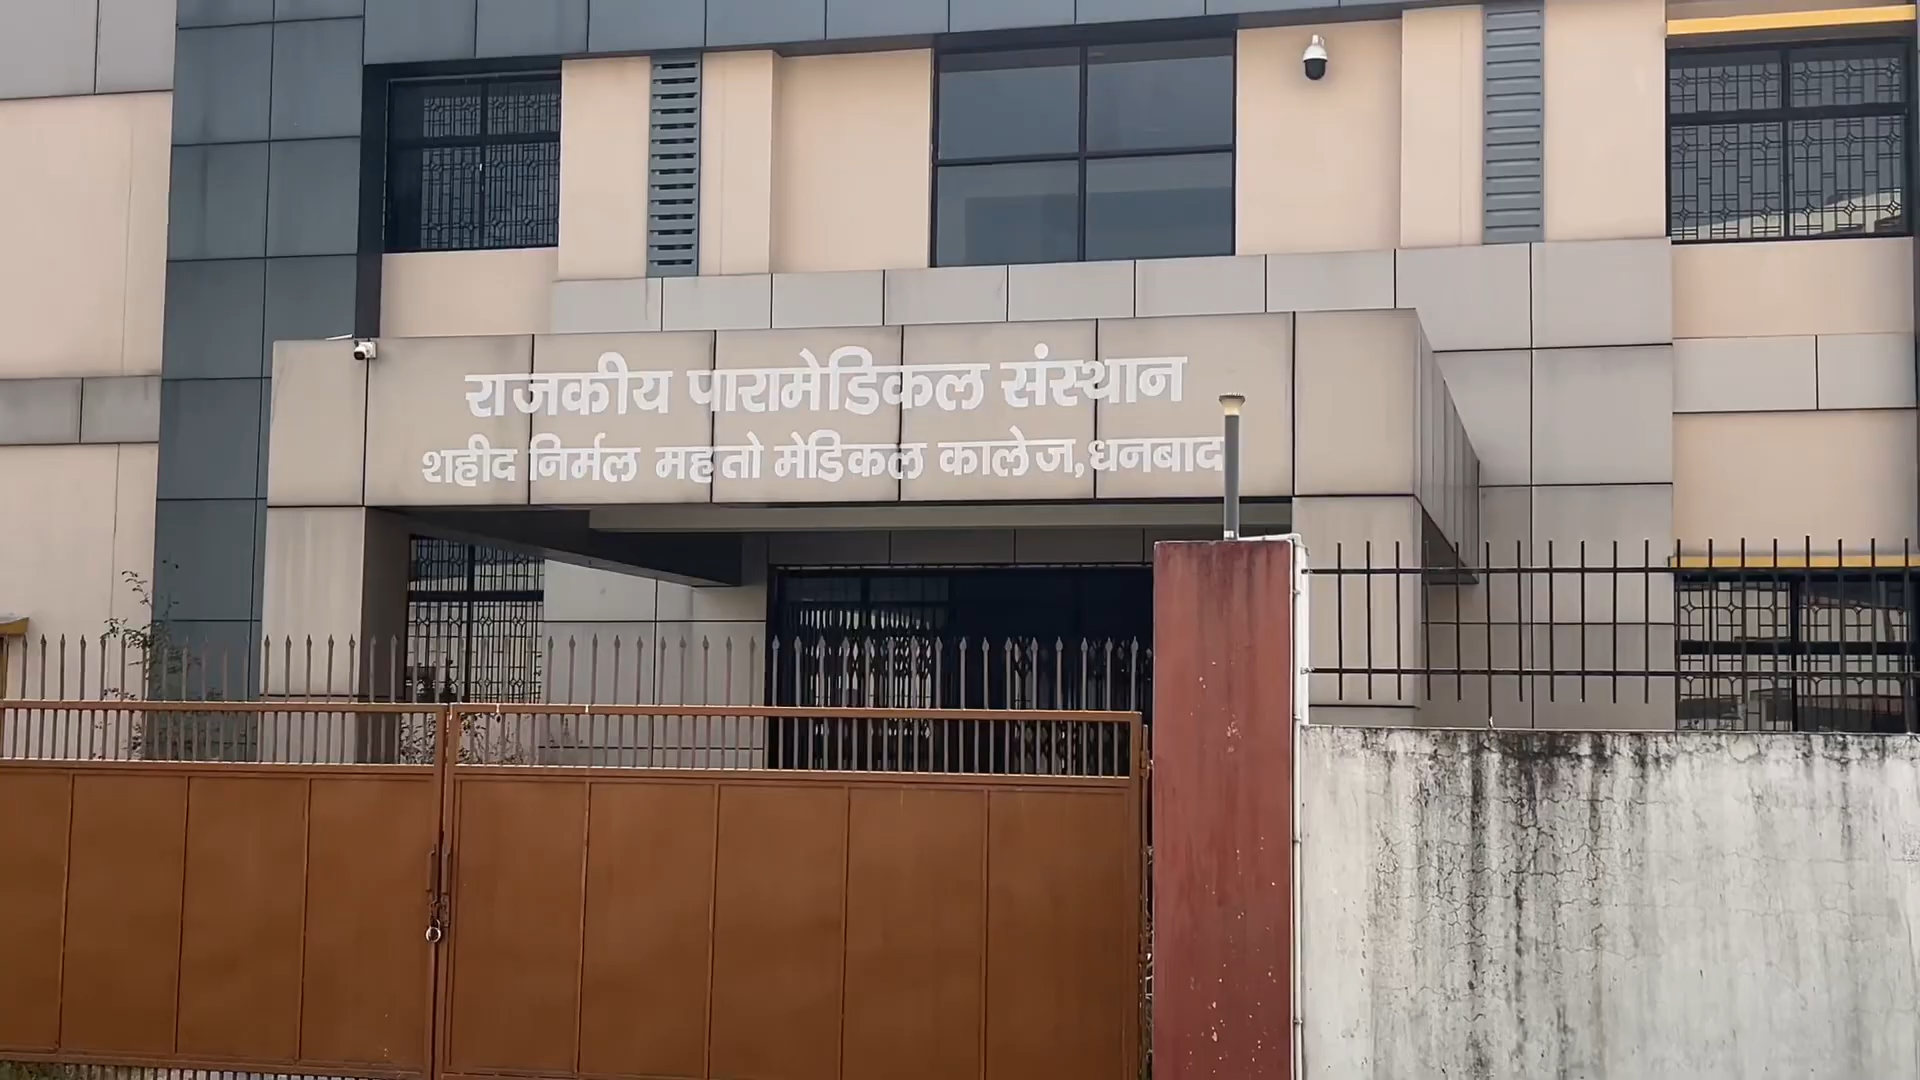 राजकीय पारामेडिकल संस्थान
शहीद निर्मल महतो मेडिकल कालेज,धनबाद